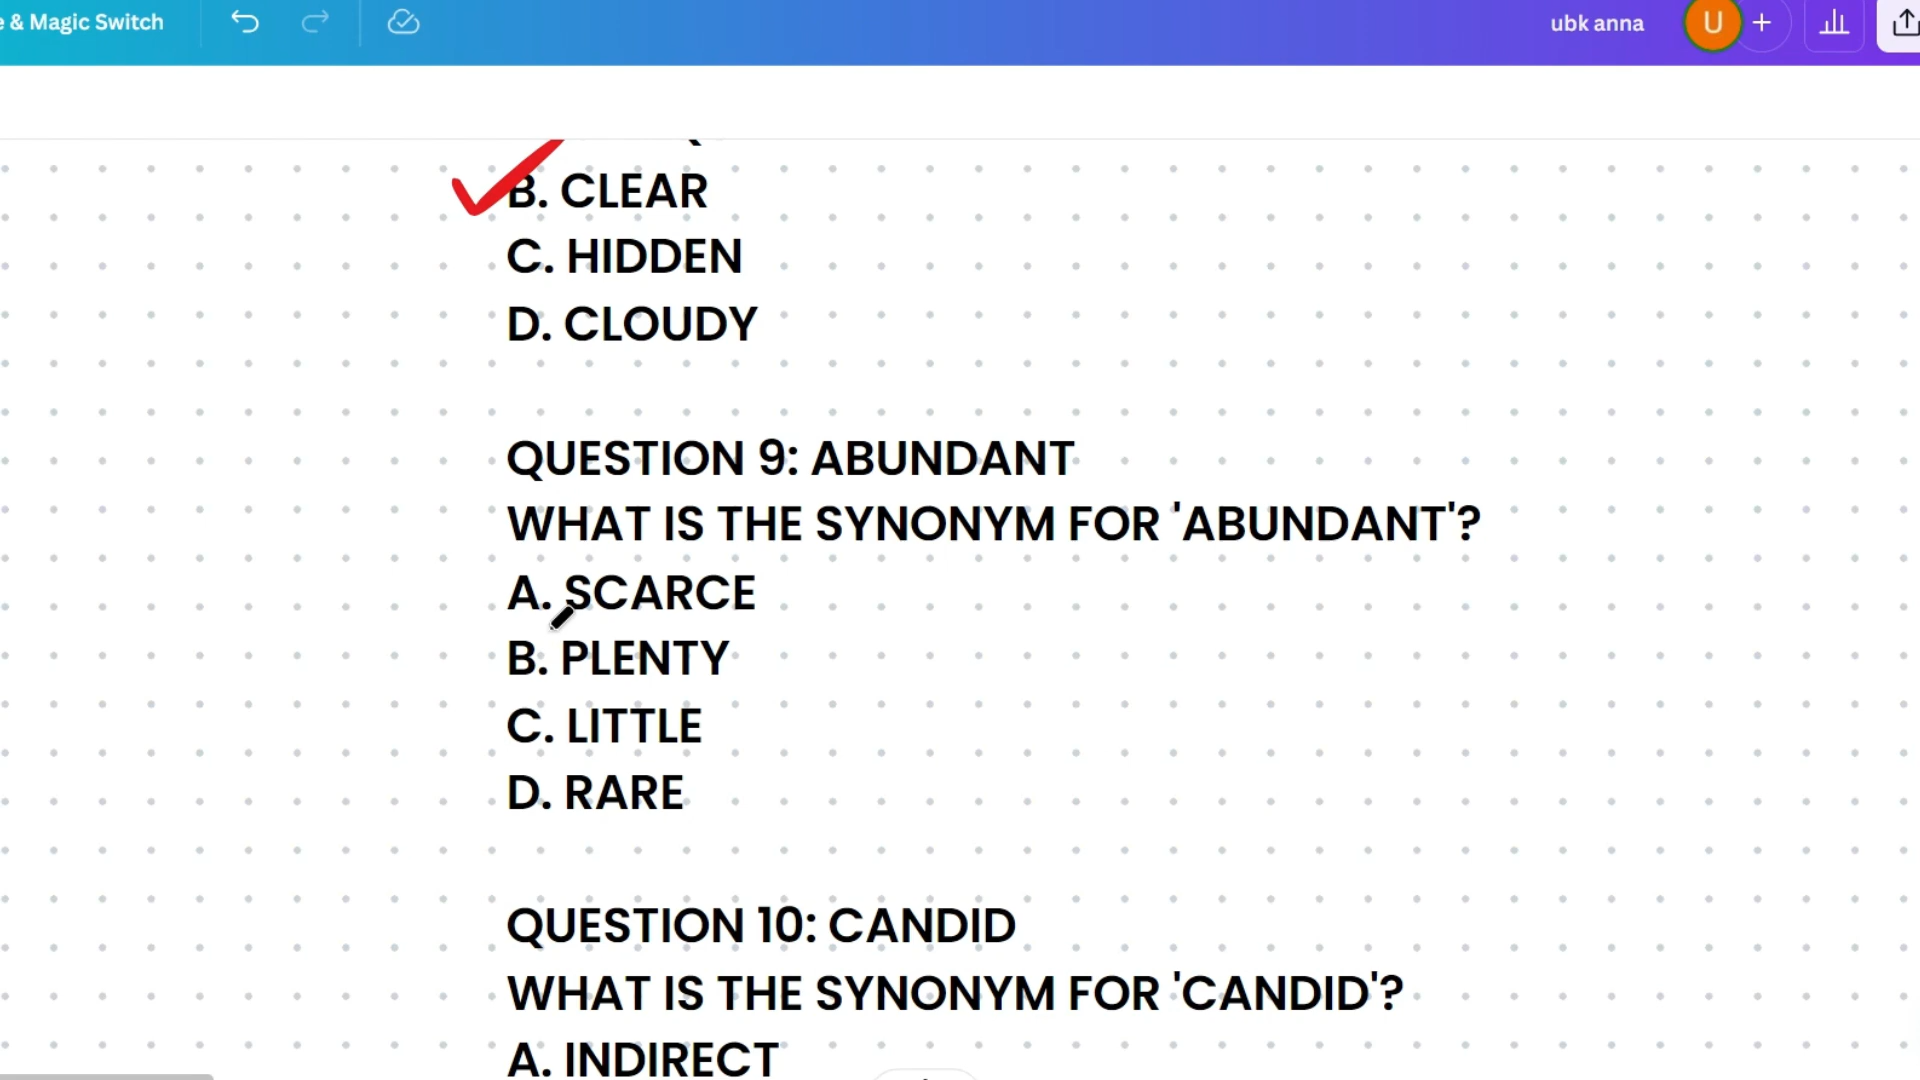 & Magic Switch
ubk anna
U
B. CLEAR
C. HIDDEN
D. CLOUDY
QUESTION 9: ABUNDANT
WHAT IS THE SYNONYM FOR 'ABUNDANT'?
A. SCARCE
B. PLENTY
C. LITTLE
D. RARE
QUESTION 10: CANDID
WHAT IS THE SYNONYM FOR 'CANDID'?
A. INDIRECT